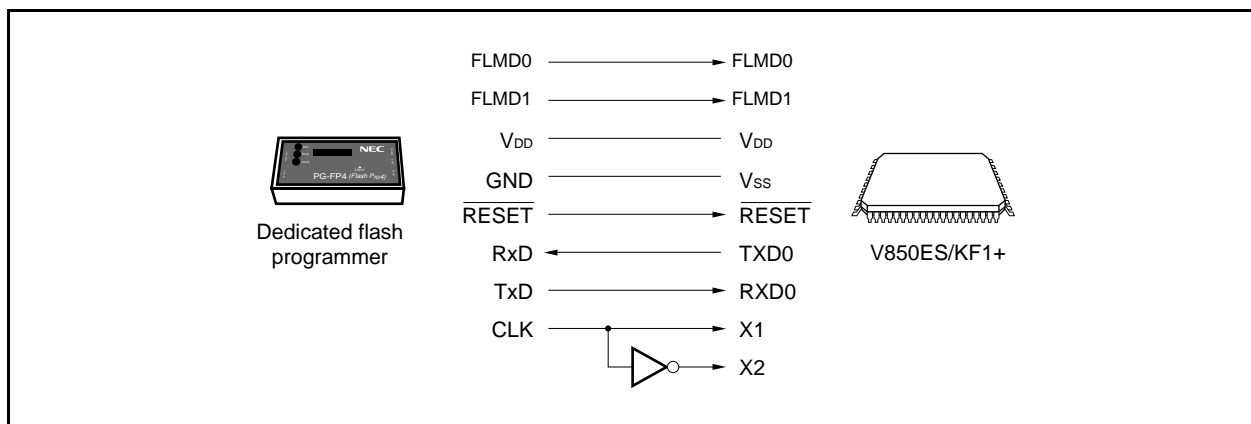 FLMD0 FLMD0
FLMD1 FLMD1
VDD VDD
NEC
PG-FP4 (Flash Pro4)
GND VSS
RESET RESET
Dedicated flash
programmer
RxD TXD0
V850ES/KF1+
TxD RXD0
CLK X1
X2